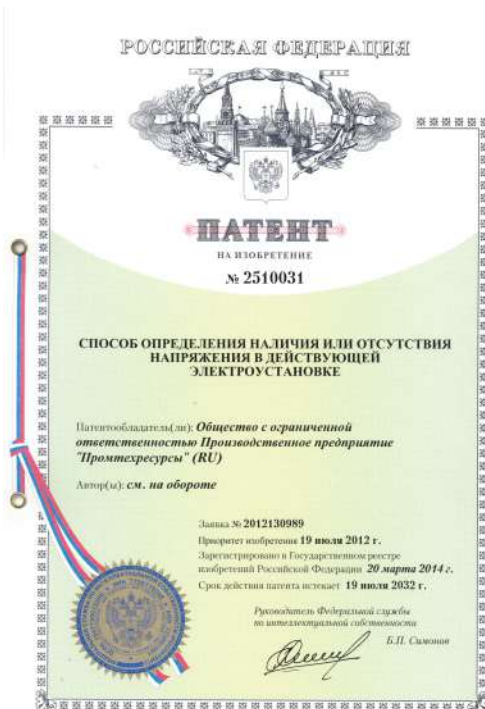 РОССИЙСКАЯ ФЕДЕРАЦИЯ
ПАТЕНТ
НА ИЗОБРЕТЕНИЕ
№ 2510031
СПОСОБ ОПРЕДЕЛЕНИЯ НАЛИЧИЯ ИЛИ ОТСУТСТВИЯ
НАПРЯЖЕНИЯ В ДЕЙСТВУЮЩЕЙ
ЭЛЕКТРОУСТАНОВКЕ
Патентообладатель(ли): Общество с ограниченной
ответственностью Производственное предприятие
"Промтехресурсы" (RU)
Автор(ы): см. на обороте
Заявка № 2012130989
Приоритет изобретения 19 июля 2012 г.
Зарегистрировано в Государственном реестре
изобретений Российской Федерации 20 марта 2014 г.
Срок действия патента истекает 19 июля 2032 г.
Руководитель Федеральной службы
по интеллектуальной собственности
Б.П. Симонов